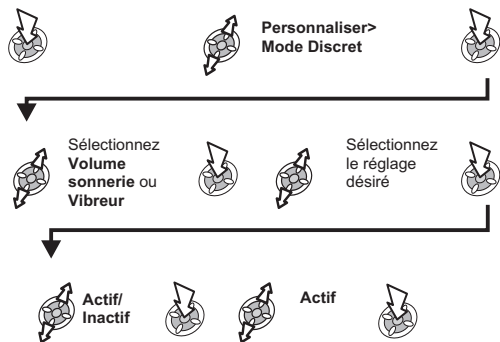 Personnaliser>
Mode Discret
Sélectionnez
Volume
sonnerie ou
Vibreur
Sélectionnez
le réglage
désiré
Actif/
Inactif
Actif